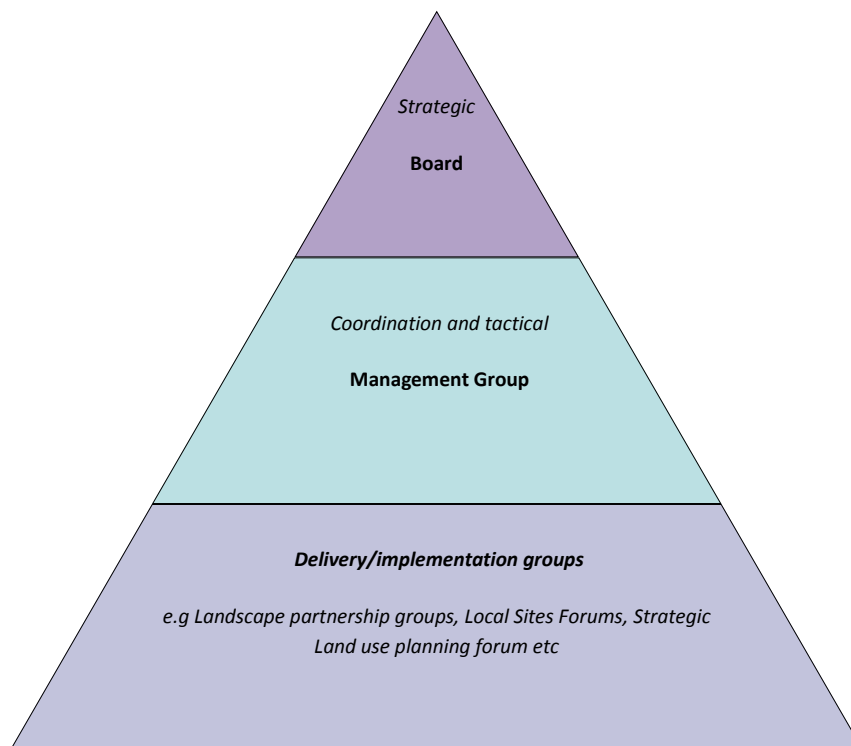 Strategic
Board
Coordination and tactical
Management Group
Delivery/implementation groups
e.g Landscape partnership groups, Local Sites Forums, Strategic
Land use planning forum etc